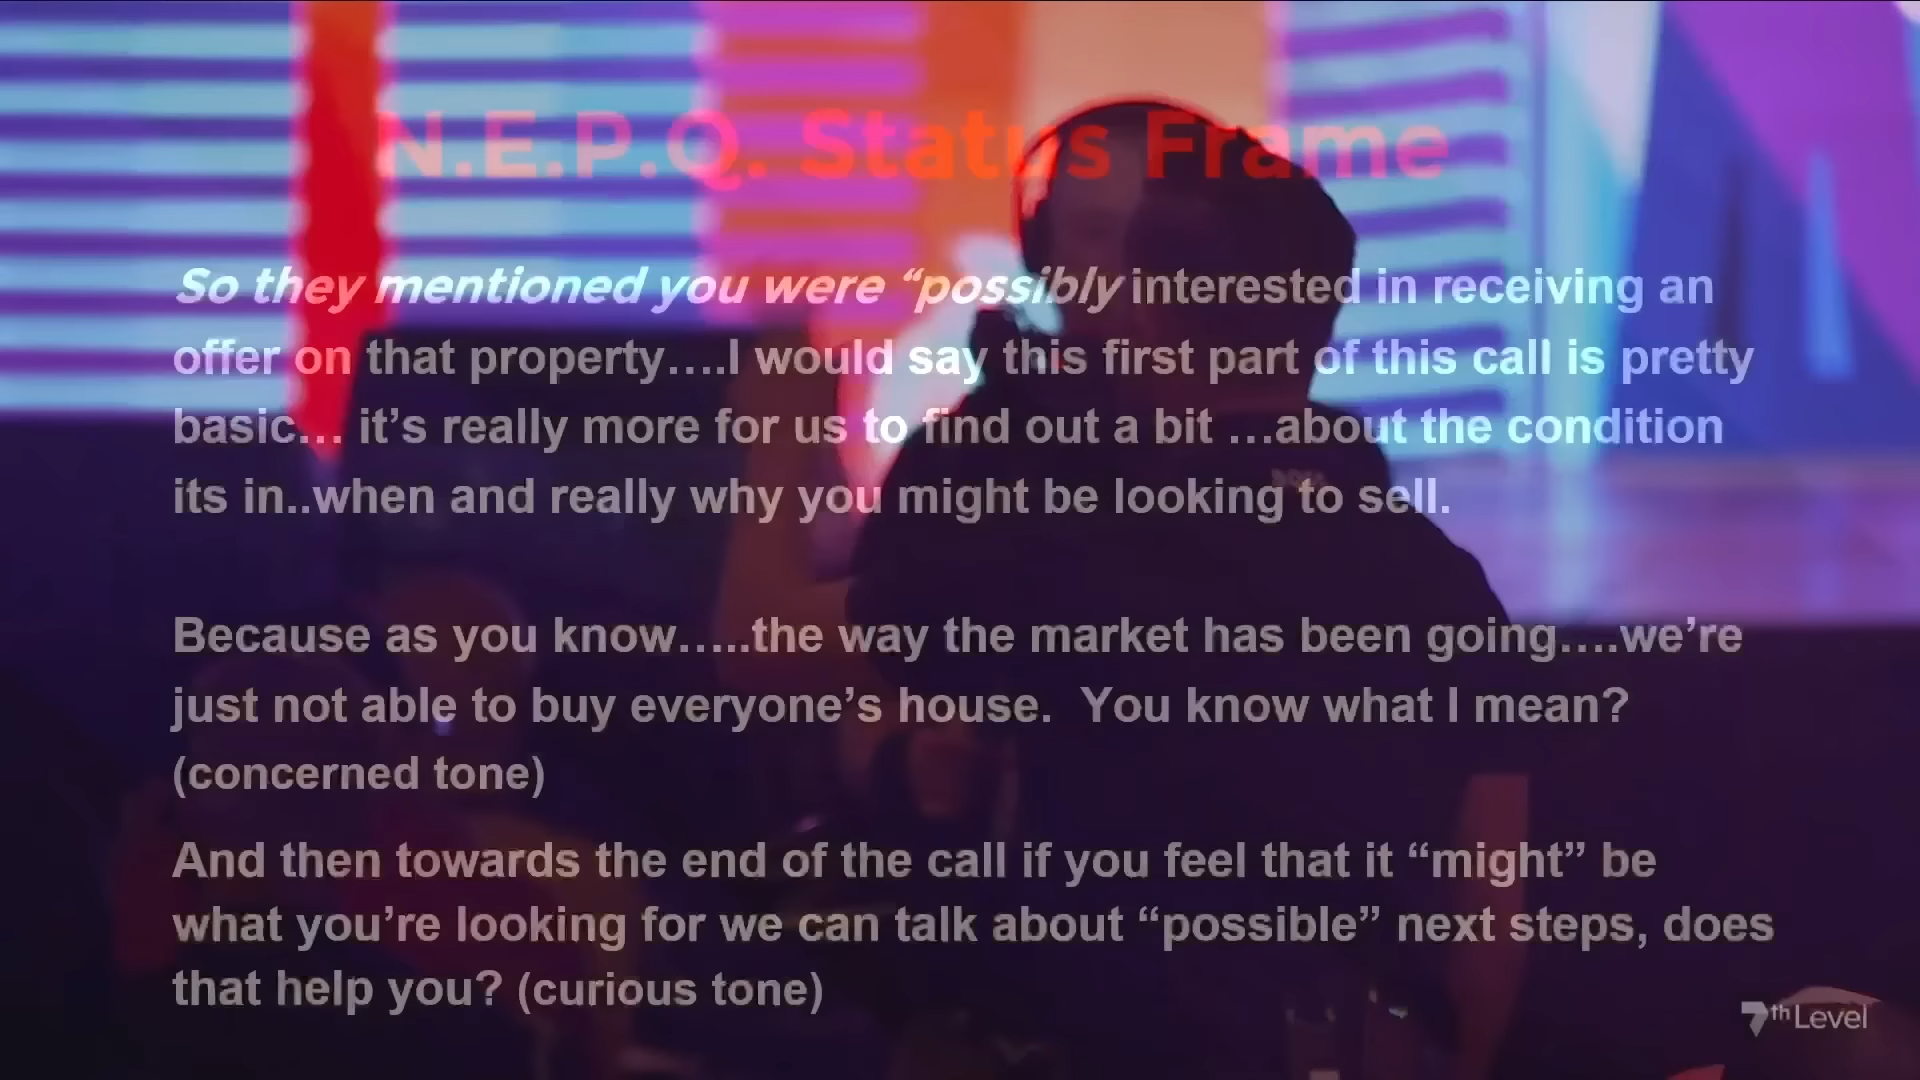 N.E.P.Q. Status Frame
So they mentioned you were “possibly interested in receiving an
offer on that property….I would say this first part of this call is pretty
basic… it’s really more for us to find out a bit …about the condition
its in..when and really why you might be looking to sell.
Because as you know…..the way the market has been going….we’re
just not able to buy everyone’s house.  You know what I mean?
(concerned tone)
And then towards the end of the call if you feel that it “might” be
what you’re looking for we can talk about “possible” next steps, does
that help you? (curious tone)
7th Level